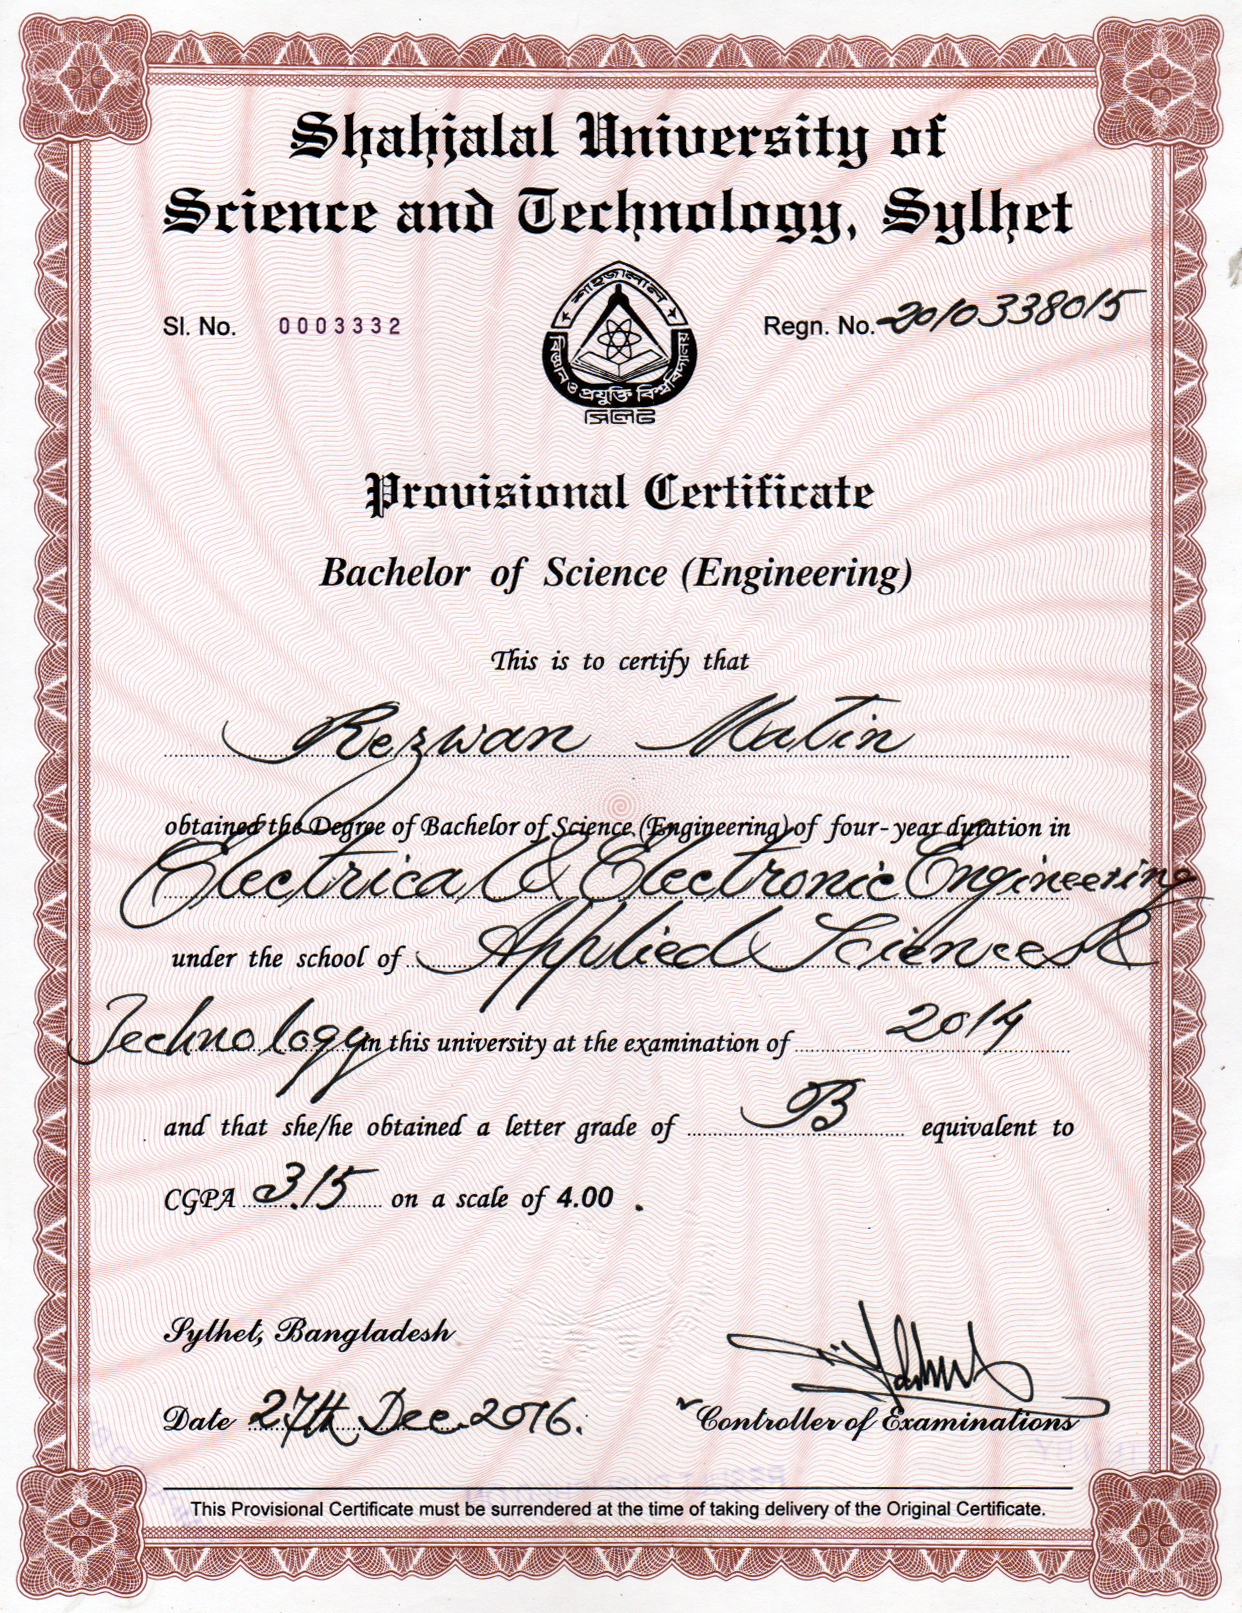 Shahjalal University of
Science and Technology, Sylhet
Sl. No. 0003332
Regn. No. 2010338015
শাহজালাল
বিজ্ঞান ও প্রযুক্তি বিশ্ববিদ্যালয়
সিলেট
Provisional Certificate
Bachelor of Science (Engineering)
This is to certify that
Rezwan Matin
obtained the Degree of Bachelor of Science (Engineering) of four-year duration in
Electrical & Electronic Engineering
under the school of Applied Sciences &
Technology in this university at the examination of 2014
and that she/he obtained a letter grade of B equivalent to
CGPA 3.15 on a scale of 4.00 .
Sylhet, Bangladesh
Date 27th Dec. 2016.
Controller of Examinations
This Provisional Certificate must be surrendered at the time of taking delivery of the Original Certificate.